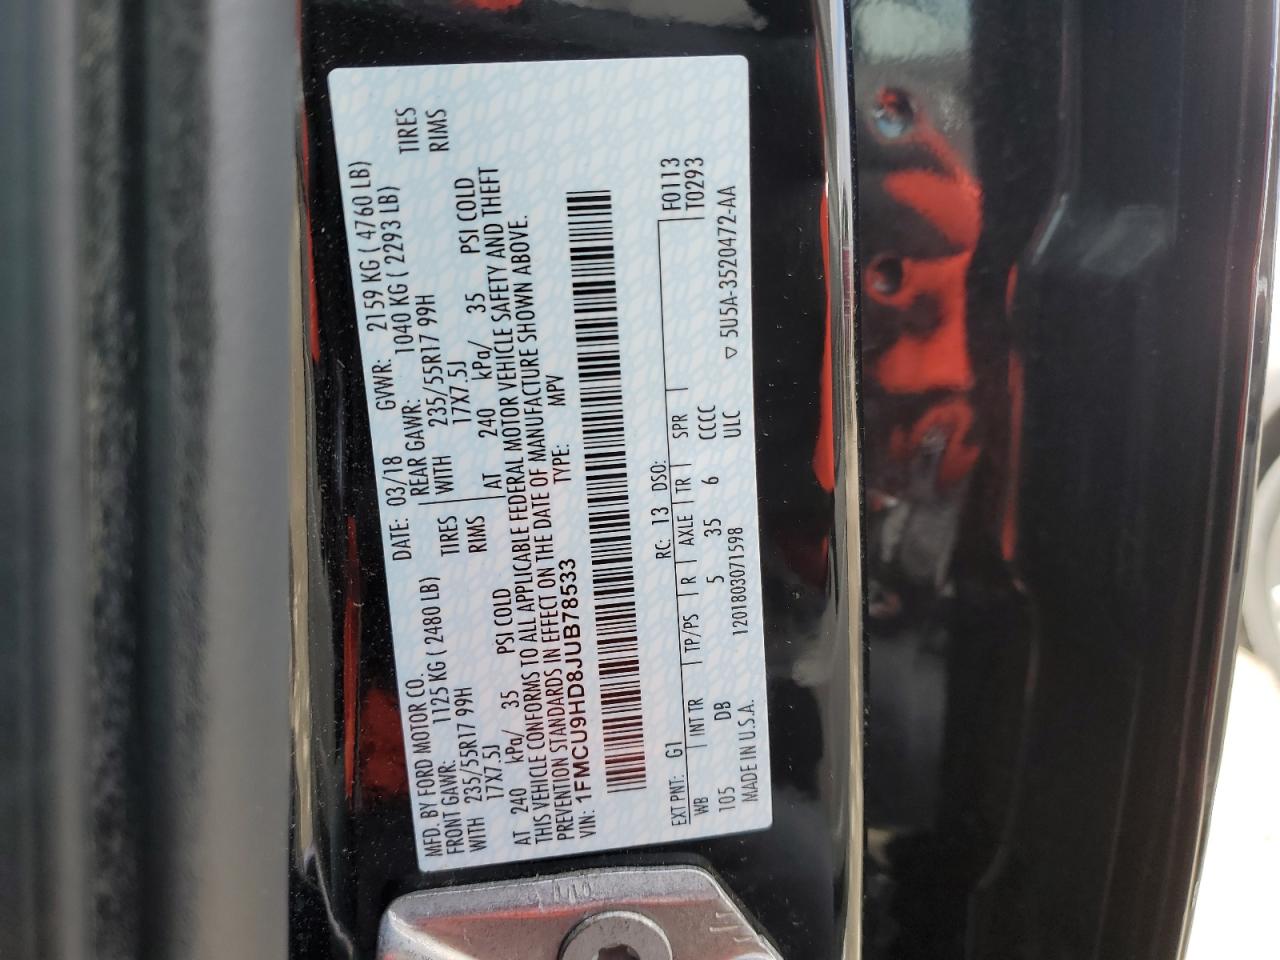 MFD. BY FORD MOTOR CO.
DATE: 03/18 GVWR: 2159 KG ( 4760 LB)
FRONT GAWR: 1125 KG ( 2480 LB) REAR GAWR: 1040 KG ( 2293 LB)
WITH 235/55R17 99H TIRES WITH 235/55R17 99H TIRES
17X7.5J RIMS 17X7.5J RIMS
AT 240 kPa/ 35 PSI COLD AT 240 kPa/ 35 PSI COLD
THIS VEHICLE CONFORMS TO ALL APPLICABLE FEDERAL MOTOR VEHICLE SAFETY AND THEFT
PREVENTION STANDARDS IN EFFECT ON THE DATE OF MANUFACTURE SHOWN ABOVE.
VIN: 1FMCU9HD8JUB78533 TYPE: MPV
EXT PNT: G1 RC: 13 DSO: F0113
WB INT TR TP/PS R AXLE TR SPR T0293
105 DB 5 35 6 CCCC
MADE IN U.S.A. 1201803071598 ULC ▽ 5U5A-3520472-AA